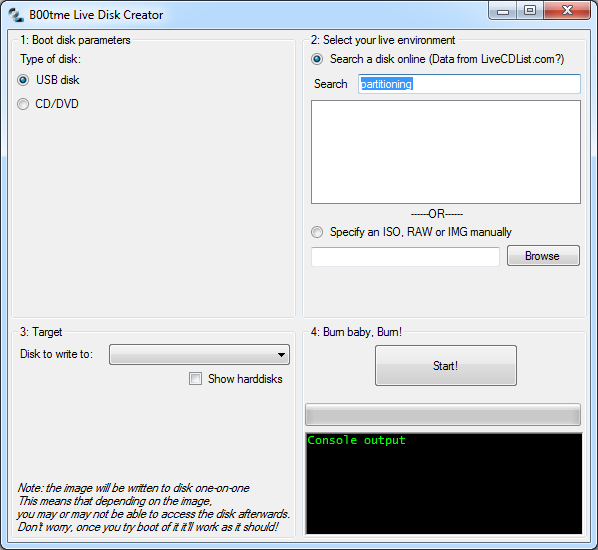 B00tme Live Disk Creator
1: Boot disk parameters
Type of disk:
USB disk
CD/DVD
2: Select your live environment
Search a disk online (Data from LiveCDList.com?)
Search partitioning
------OR------
Specify an ISO, RAW or IMG manually
Browse
3: Target
Disk to write to:
Show harddisks
Note: the image will be written to disk one-on-one
This means that depending on the image,
you may or may not be able to access the disk afterwards.
Don't worry, once you try boot of it it'll work as it should!
4: Burn baby, Burn!
Start!
Console output